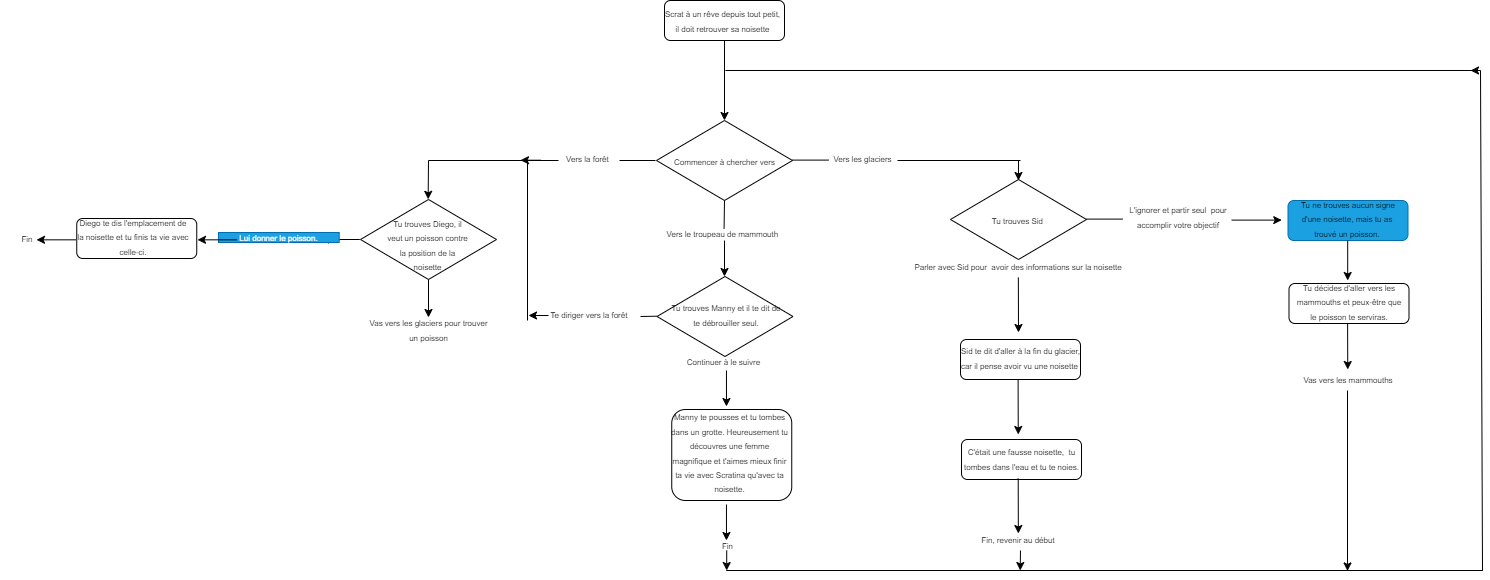 Scrat à un rêve depuis tout petit,
il doit retrouver sa noisette
Commencer à chercher vers
Vers la forêt
Vers les glaciers
Vers le troupeau de mammouth
Tu trouves Diego, il
veut un poisson contre
la position de la
noisette
Lui donner le poisson.
Diego te dis l'emplacement de
la noisette et tu finis ta vie avec
celle-ci.
Fin
Vas vers les glaciers pour trouver
un poisson
Tu trouves Manny et il te dit de
te débrouiller seul.
Te diriger vers la forêt
Continuer à le suivre
Manny te pousses et tu tombes
dans un grotte. Heureusement tu
découvres une femme
magnifique et t'aimes mieux finir
ta vie avec Scratina qu'avec ta
noisette.
Fin
Tu trouves Sid
L'ignorer et partir seul pour
accomplir votre objectif
Parler avec Sid pour avoir des informations sur la noisette
Sid te dit d'aller à la fin du glacier,
car il pense avoir vu une noisette
C'était une fausse noisette, tu
tombes dans l'eau et tu te noies.
Fin, revenir au début
Tu ne trouves aucun signe
d'une noisette, mais tu as
trouvé un poisson.
Tu décides d'aller vers les
mammouths et peux-être que
le poisson te serviras.
Vas vers les mammouths